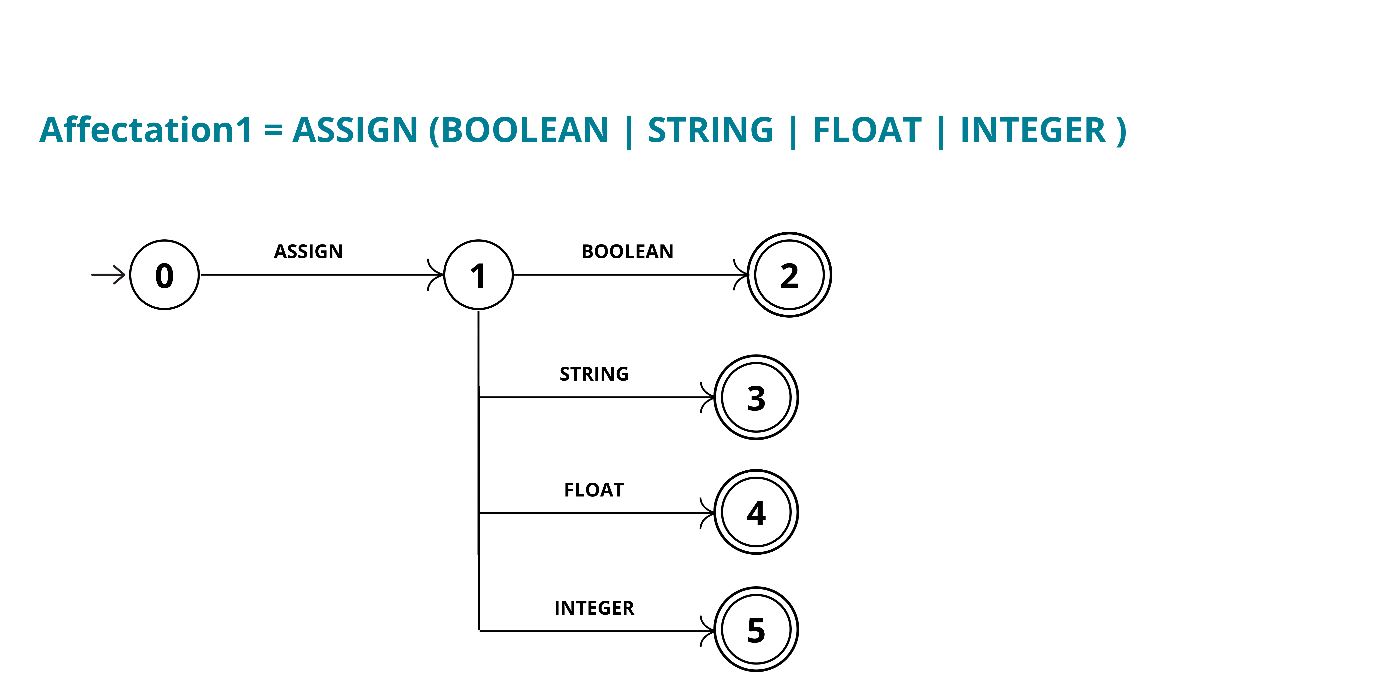 Affectation1 = ASSIGN (BOOLEAN | STRING | FLOAT | INTEGER )
ASSIGN
BOOLEAN
0
1
2
STRING
3
FLOAT
4
INTEGER
5